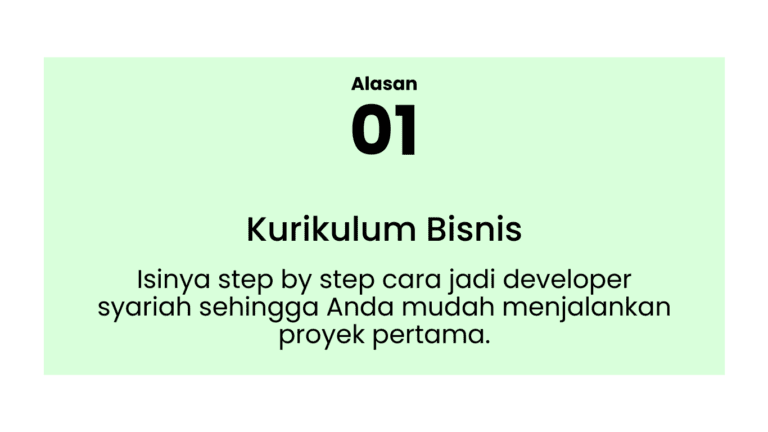 Alasan
01
Kurikulum Bisnis
Isinya step by step cara jadi developer
syariah sehingga Anda mudah menjalankan
proyek pertama.